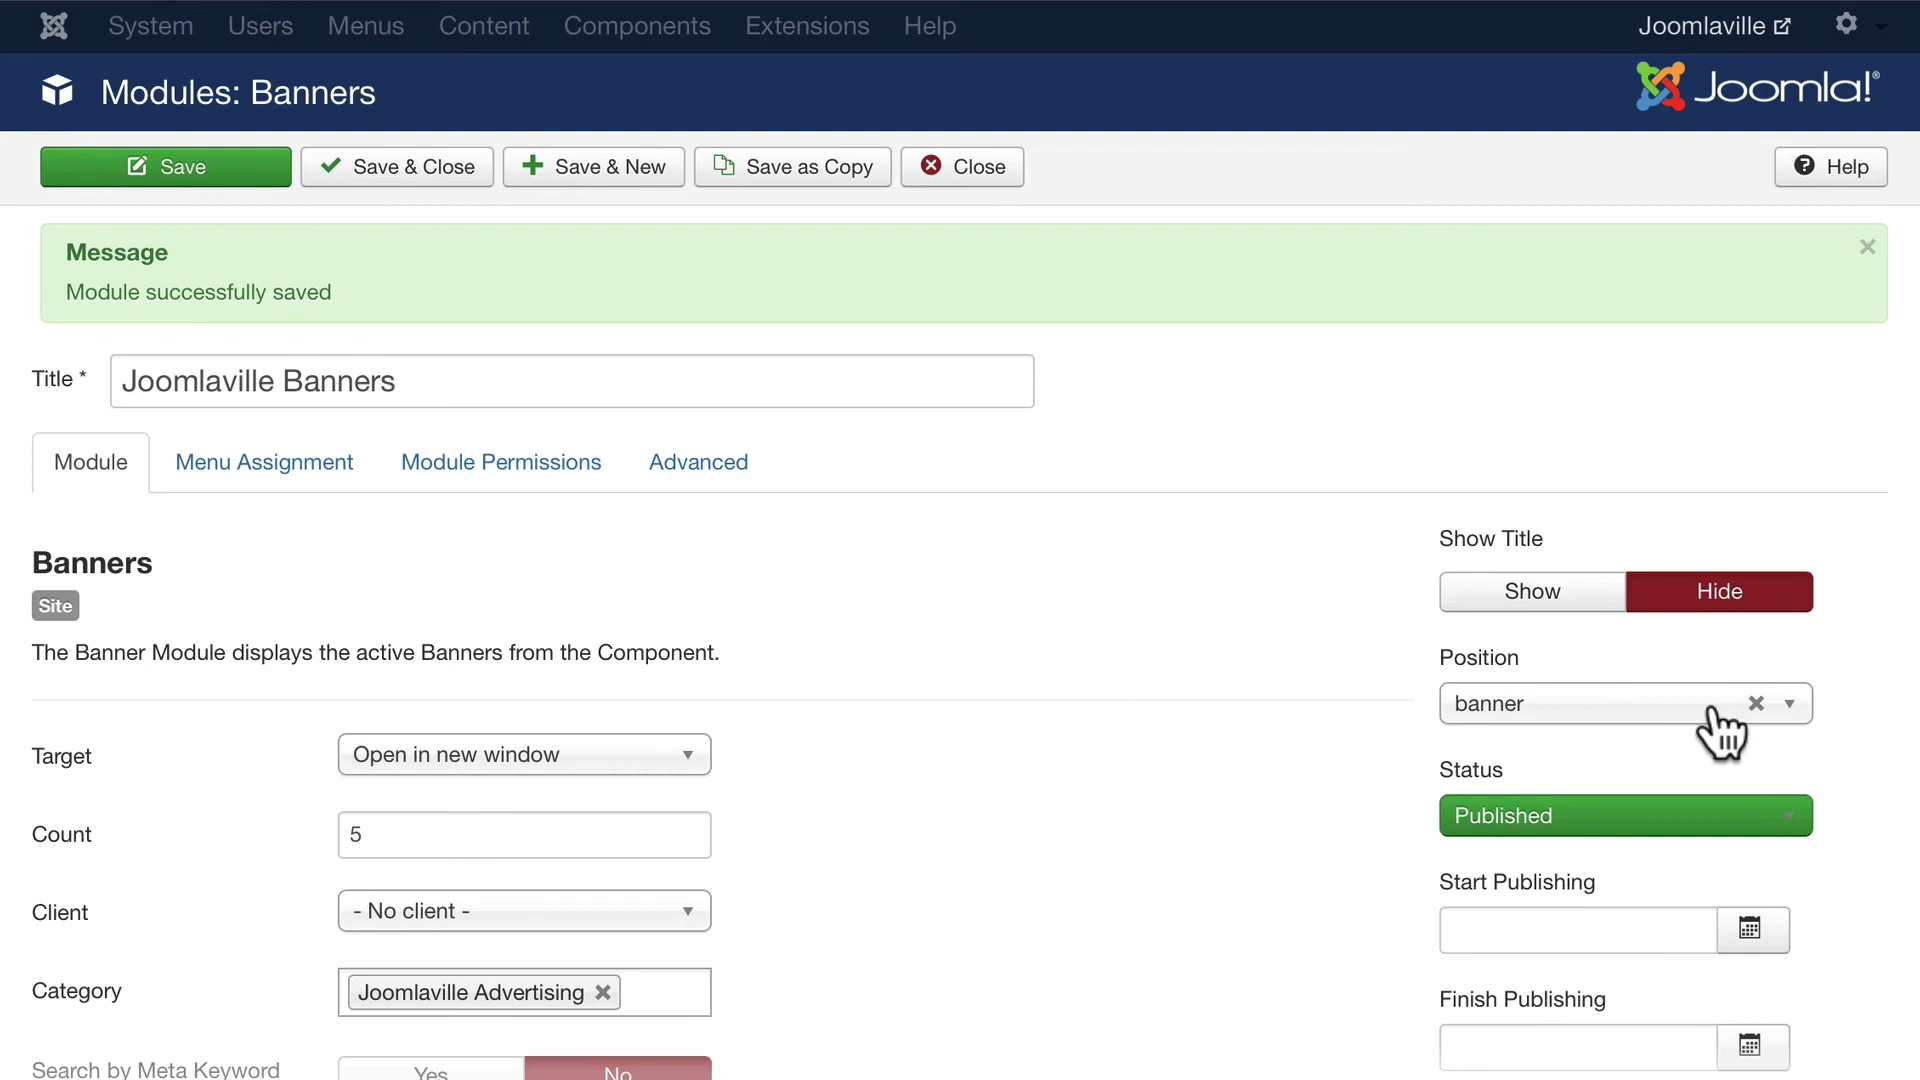 System Users Menus Content Components Extensions Help Joomlaville
Modules: Banners
Joomla!®
Save
Save & Close
Save & New
Save as Copy
Close
Help
Message
Module successfully saved
Title *
Joomlaville Banners
Module
Menu Assignment
Module Permissions
Advanced
Banners
Site
The Banner Module displays the active Banners from the Component.
Target
Open in new window
Count
5
Client
- No client -
Category
Joomlaville Advertising
Search by Meta Keyword
Yes
No
Show Title
Show
Hide
Position
banner
Status
Published
Start Publishing
Finish Publishing